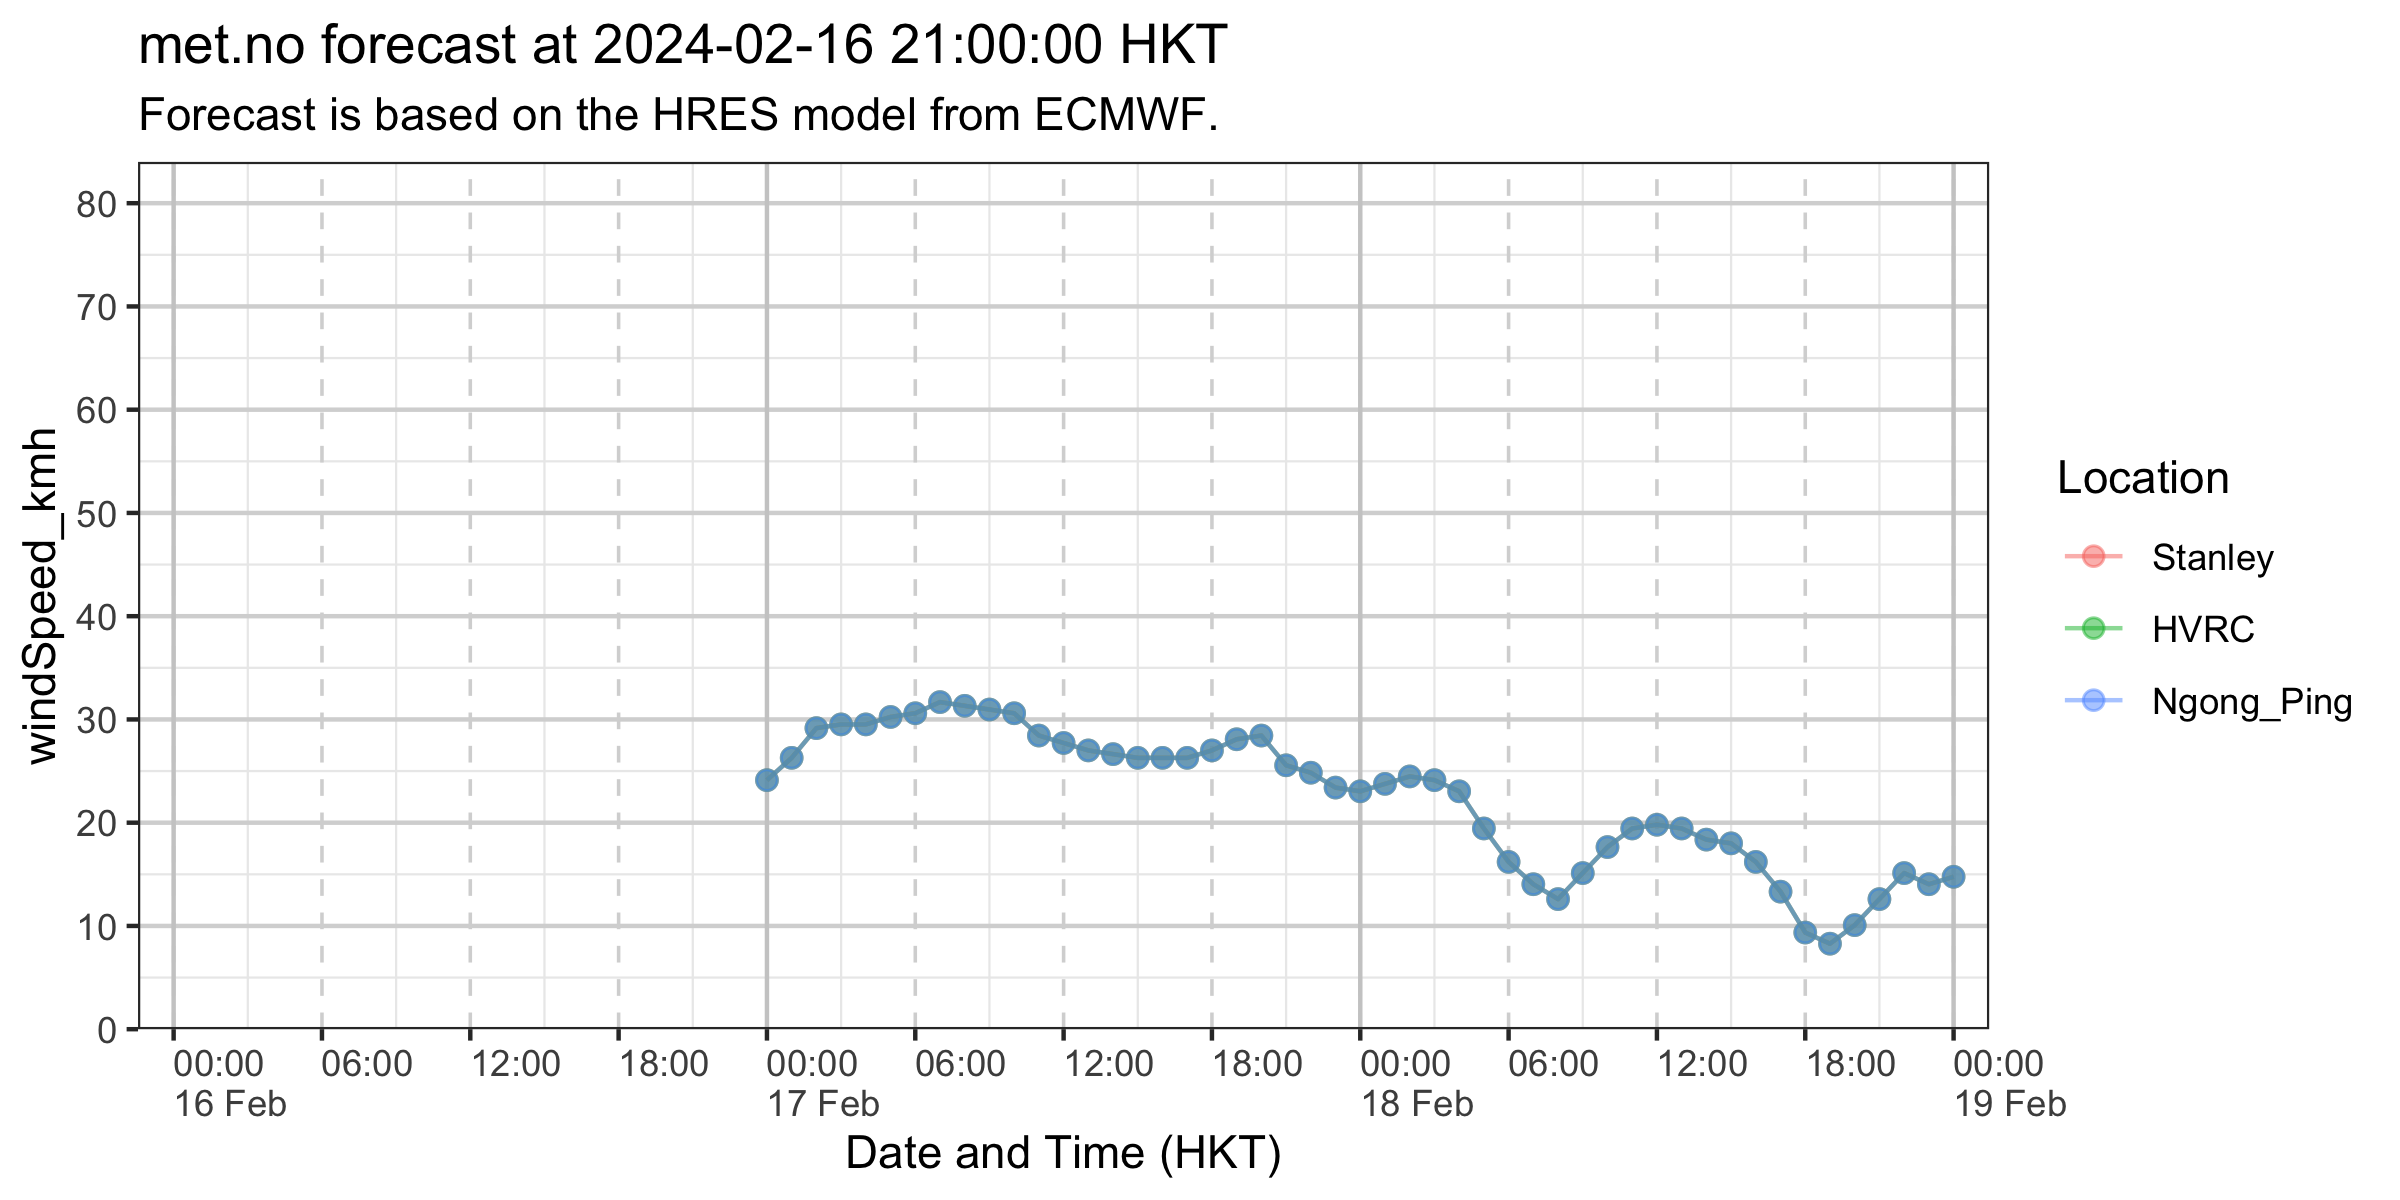 met.no forecast at 2024-02-16 21:00:00 HKT
Forecast is based on the HRES model from ECMWF.
windSpeed_kmh
80
70
60
50
40
30
20
10
0
00:00 06:00 12:00 18:00 00:00 06:00 12:00 18:00 00:00 06:00 12:00 18:00 00:00
16 Feb 17 Feb 18 Feb 19 Feb
Date and Time (HKT)
Location
Stanley
HVRC
Ngong_Ping